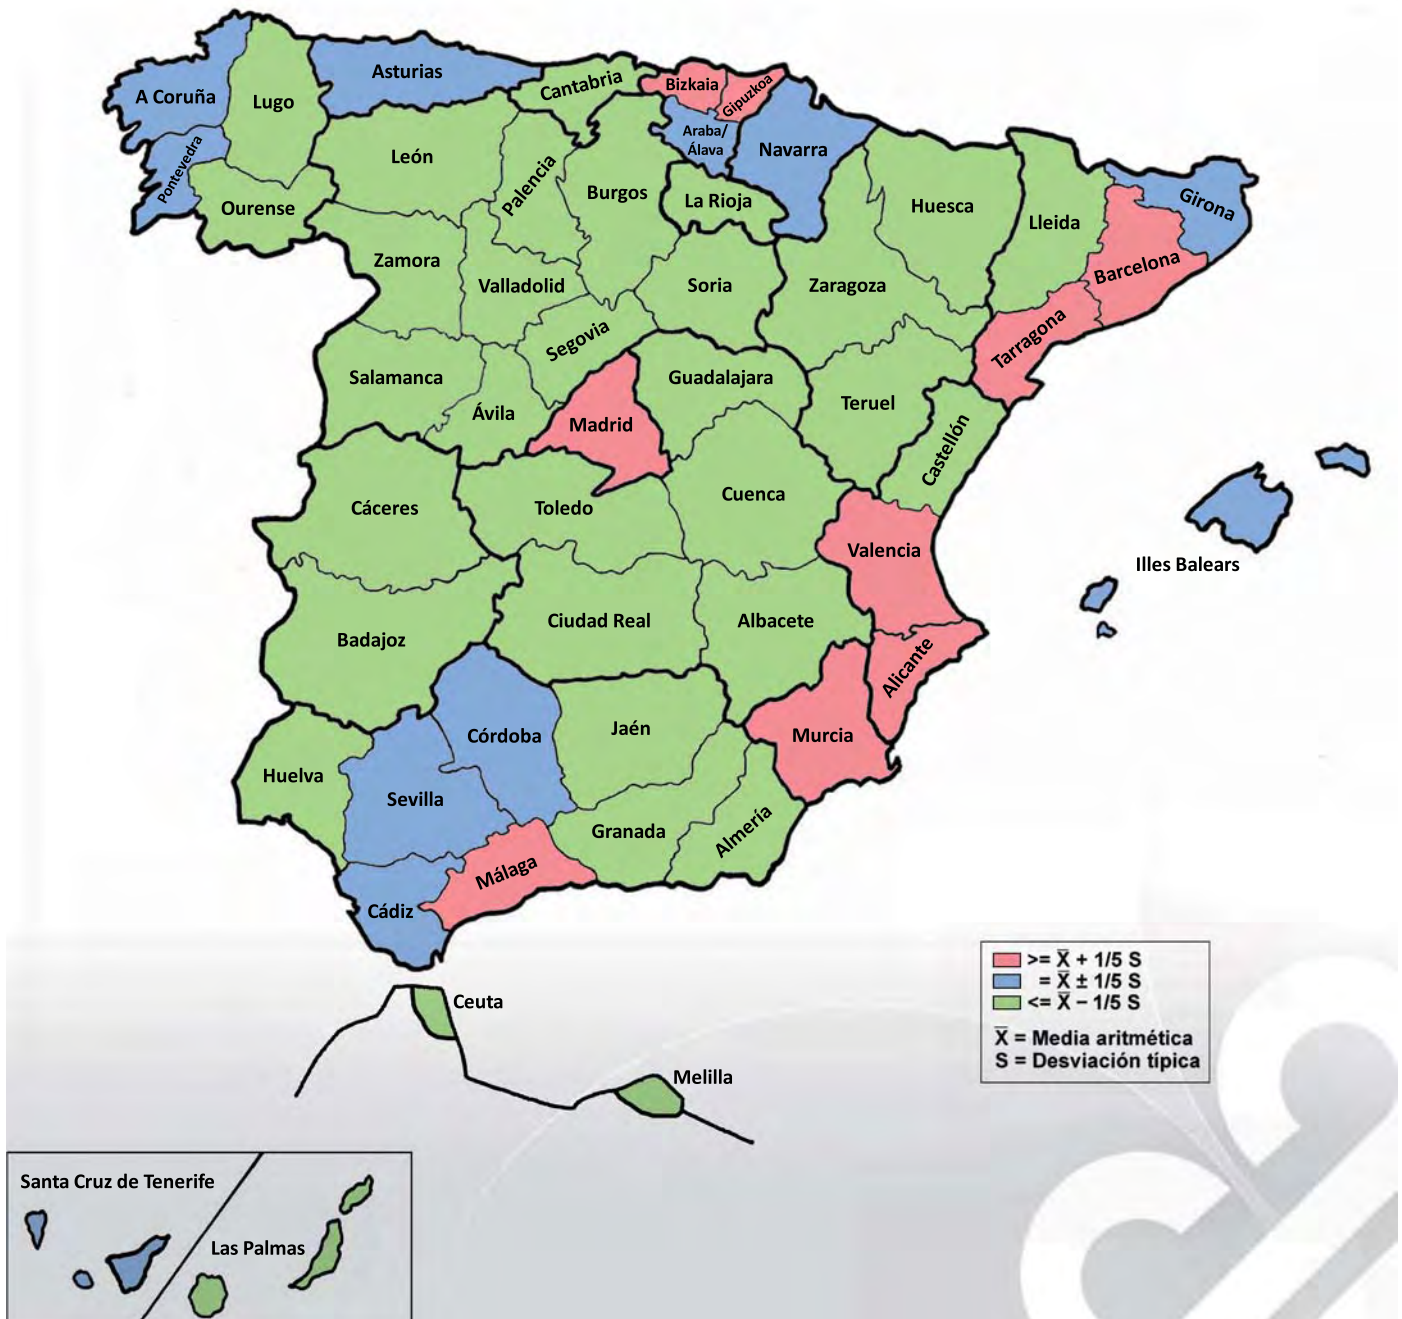 A Coruña
Lugo
Asturias
Cantabria
Bizkaia
Gipuzkoa
Araba/
Álava
Navarra
Pontevedra
Ourense
León
Palencia
Burgos
La Rioja
Huesca
Lleida
Girona
Barcelona
Tarragona
Zamora
Valladolid
Soria
Zaragoza
Segovia
Salamanca
Ávila
Madrid
Guadalajara
Teruel
Castellón
Cáceres
Toledo
Cuenca
Valencia
Illes Balears
Badajoz
Ciudad Real
Albacete
Alicante
Murcia
Córdoba
Jaén
Huelva
Sevilla
Granada
Almería
Málaga
Cádiz
Ceuta
Melilla
>= X̅ + 1/5 S
= X̅ ± 1/5 S
<= X̅ − 1/5 S
X̅ = Media aritmética
S = Desviación típica
Santa Cruz de Tenerife
Las Palmas